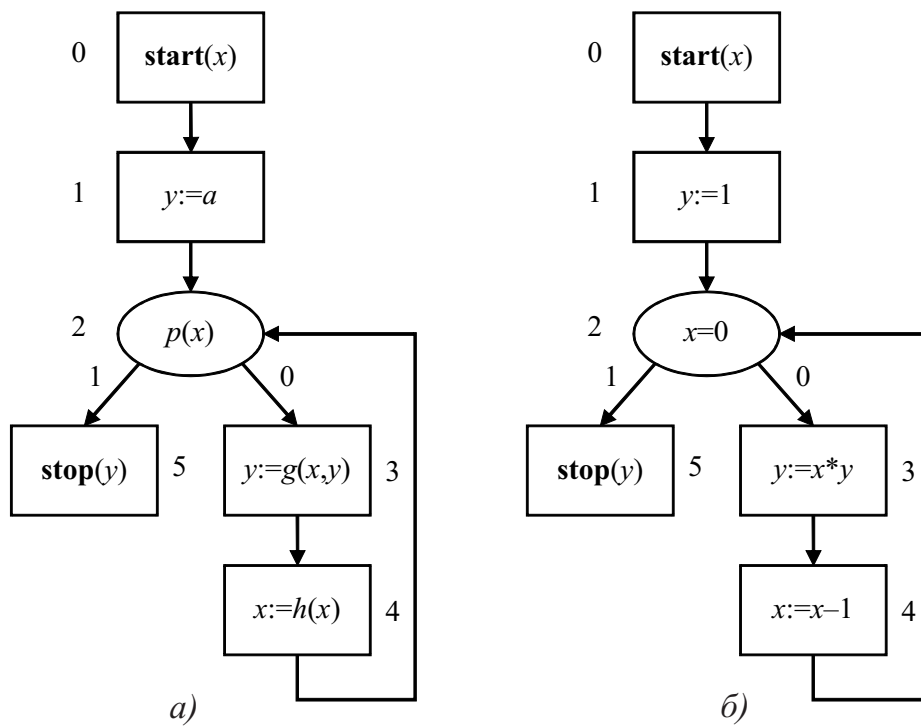 0 start(x)
1 y:=a
2 p(x)
1 0
stop(y) 5 y:=g(x,y) 3
x:=h(x) 4
а)
0 start(x)
1 y:=1
2 x=0
1 0
stop(y) 5 y:=x*y 3
x:=x–1 4
б)